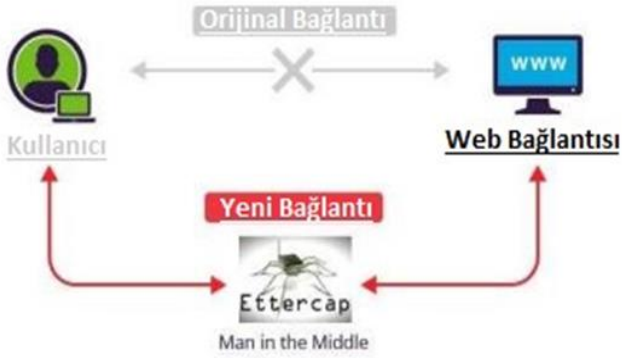 Orijinal Bağlantı
www
Kullanıcı
Web Bağlantısı
Yeni Bağlantı
Ettercap
Man in the Middle